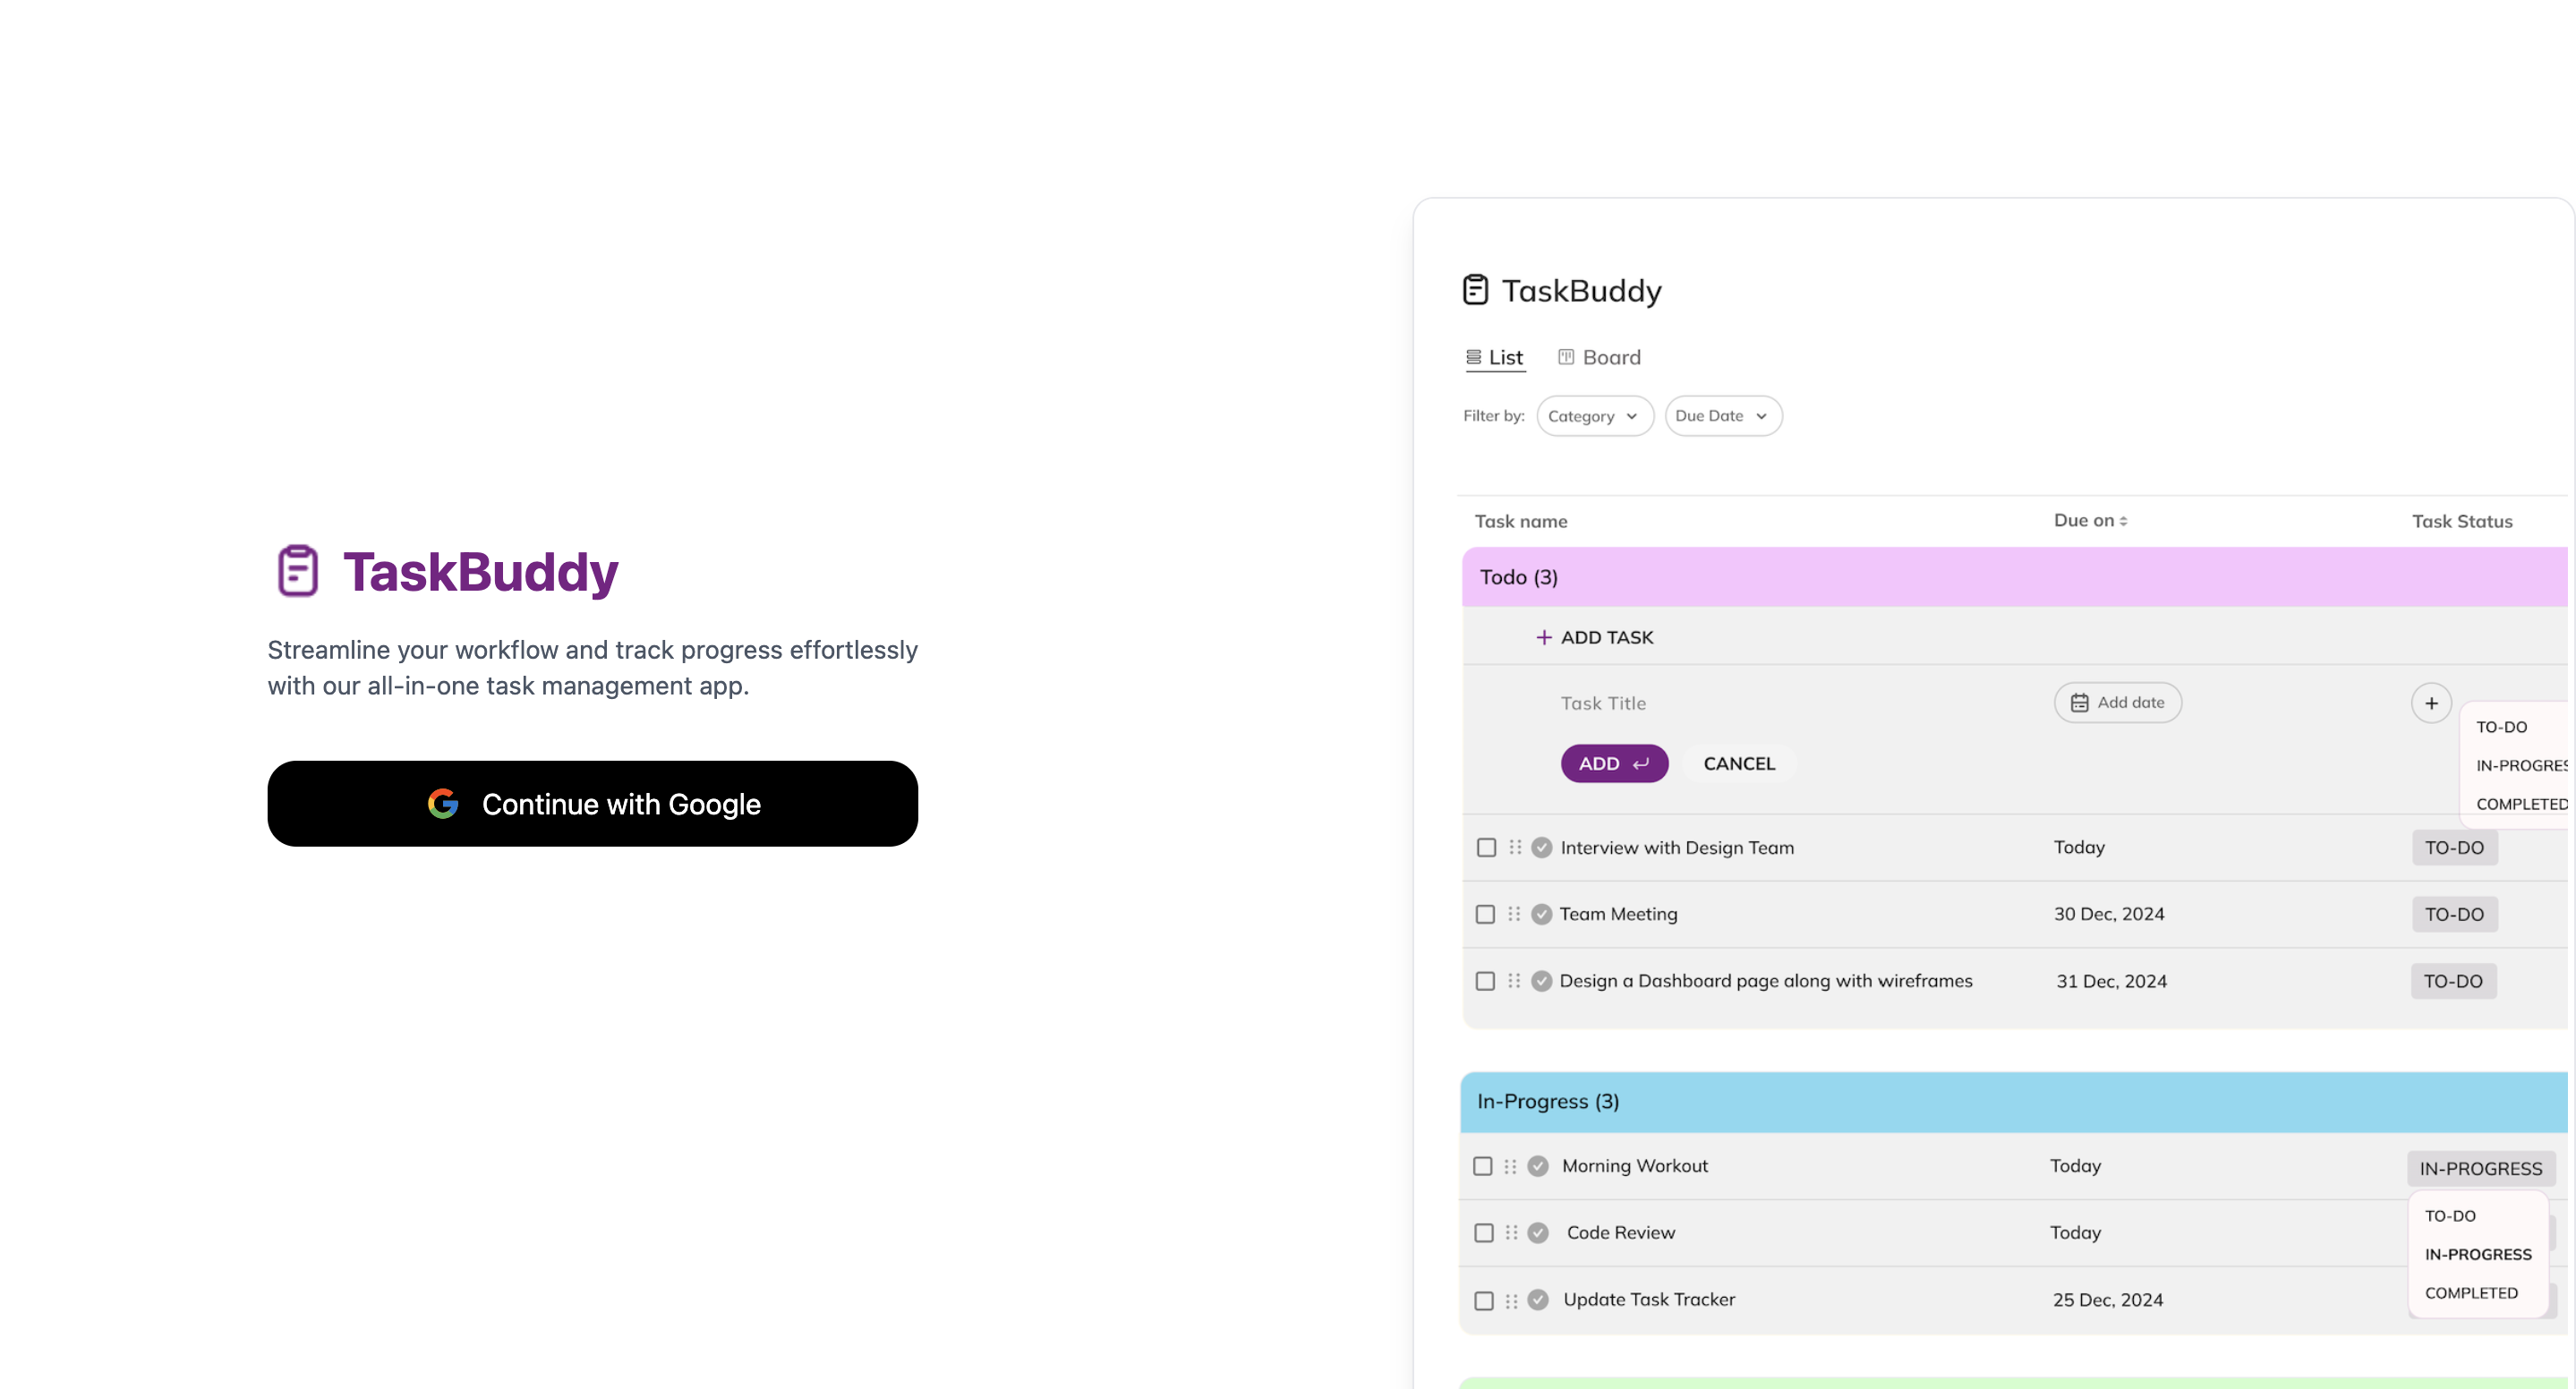 TaskBuddy
Streamline your workflow and track progress effortlessly
with our all-in-one task management app.
Continue with Google
TaskBuddy
List Board
Filter by: Category Due Date
Task name Due on Task Status
Todo (3)
+ ADD TASK
Task Title Add date +
TO-DO
IN-PROGRES
COMPLETED
ADD CANCEL
Interview with Design Team Today TO-DO
Team Meeting 30 Dec, 2024 TO-DO
Design a Dashboard page along with wireframes 31 Dec, 2024 TO-DO
In-Progress (3)
Morning Workout Today IN-PROGRESS
Code Review Today
Update Task Tracker 25 Dec, 2024
TO-DO
IN-PROGRESS
COMPLETED